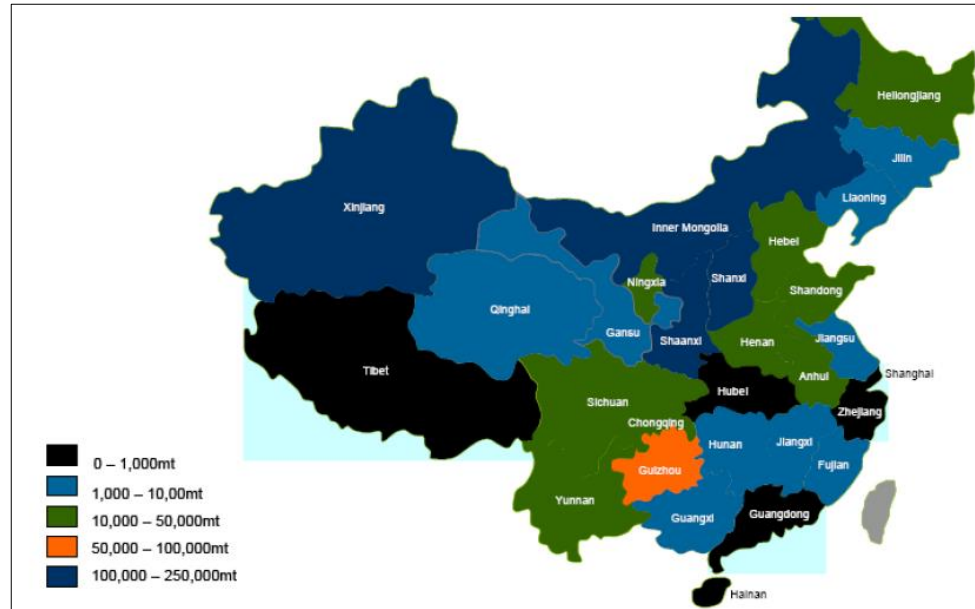 Heilongjiang
Jilin
Liaoning
Xinjiang
Inner Mongolia
Hebei
Ningxia
Shanxi
Shandong
Qinghai
Gansu
Shaanxi
Henan
Jiangsu
Tibet
Anhui
Shanghai
Hubei
Zhejiang
Sichuan
Chongqing
Hunan
Jiangxi
Fujian
Guizhou
Yunnan
Guangxi
Guangdong
Hainan
0 – 1,000mt
1,000 – 10,00mt
10,000 – 50,000mt
50,000 – 100,000mt
100,000 – 250,000mt